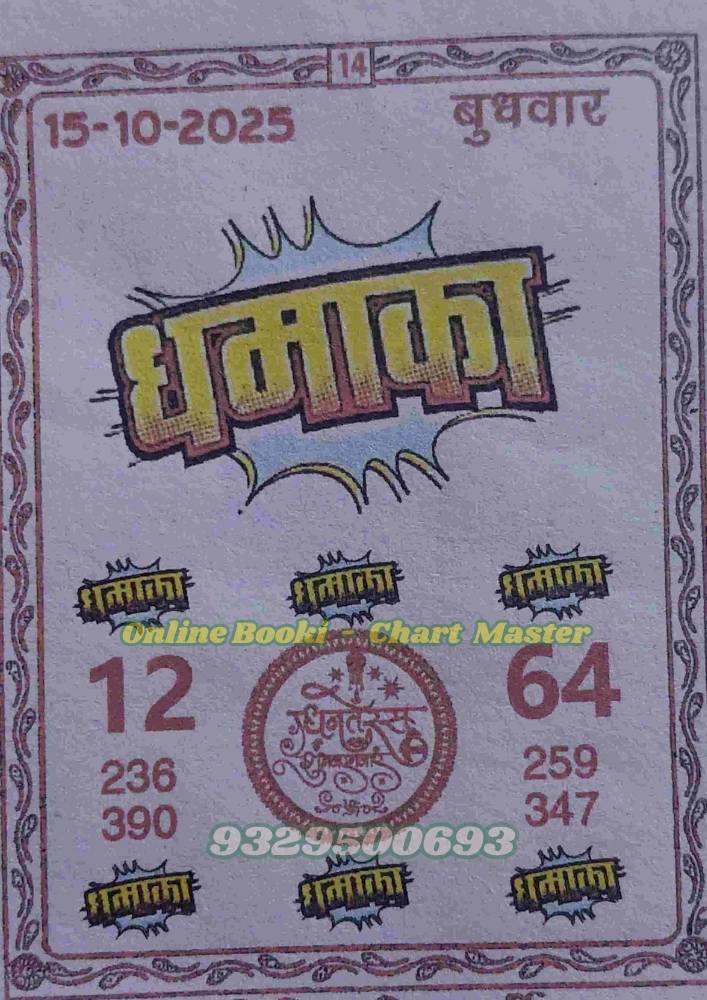 14
15-10-2025 बुधवार
धमाका
धमाका धमाका धमाका
Online Booki - Chart Master
12 64
धनतेरस
236 259
390 347
9329500693
धमाका धमाका धमाका